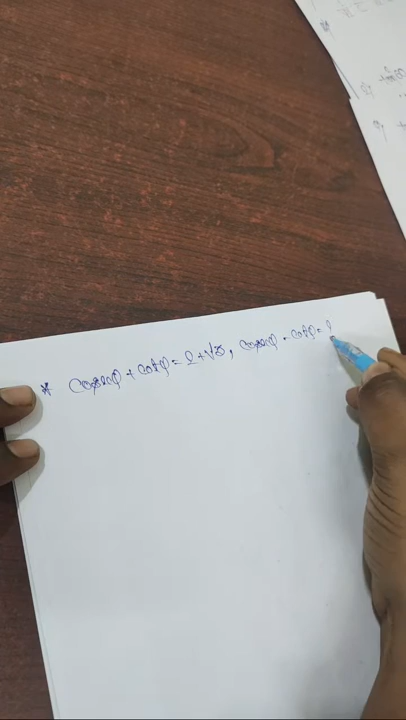 * Cosecφ + Cotφ = 2 + √3, Cosecφ - Cotφ = ?